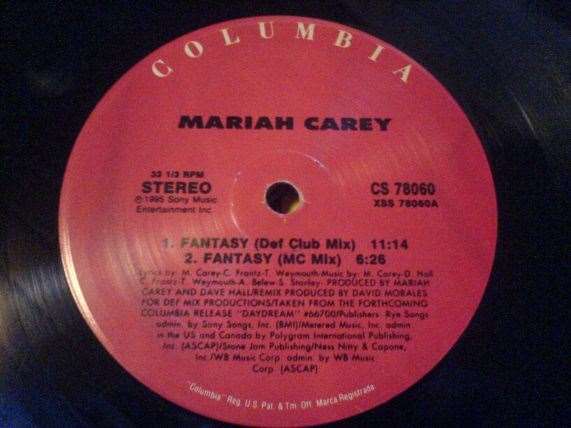 COLUMBIA
MARIAH CAREY
33 1/3 RPM
STEREO
℗ 1995 Sony Music
Entertainment Inc
CS 78060
XSS 78060A
1. FANTASY (Def Club Mix) 11:14
2. FANTASY (MC Mix) 6:26
Lyrics by: M. Carey-C. Frantz-T. Weymouth-Music by: M. Carey-D. Hall
C. Frantz-T. Weymouth-A. Belew-S. Stanley- PRODUCED BY MARIAH
CAREY AND DAVE HALL/REMIX PRODUCED BY DAVID MORALES
FOR DEF MIX PRODUCTIONS/TAKEN FROM THE FORTHCOMING
COLUMBIA RELEASE "DAYDREAM" #66700/Publishers Rye Songs
admin. by Sony Songs, Inc. (BMI)/Metered Music, Inc. admin
in the US and Canada by Polygram International Publishing,
Inc. (ASCAP)/Stone Jam Publishing/Ness Nitty & Capone,
Inc./WB Music Corp. admin. by WB Music
Corp. (ASCAP)
"Columbia" Reg. U.S. Pat. & Tm. Off. Marca Registrada